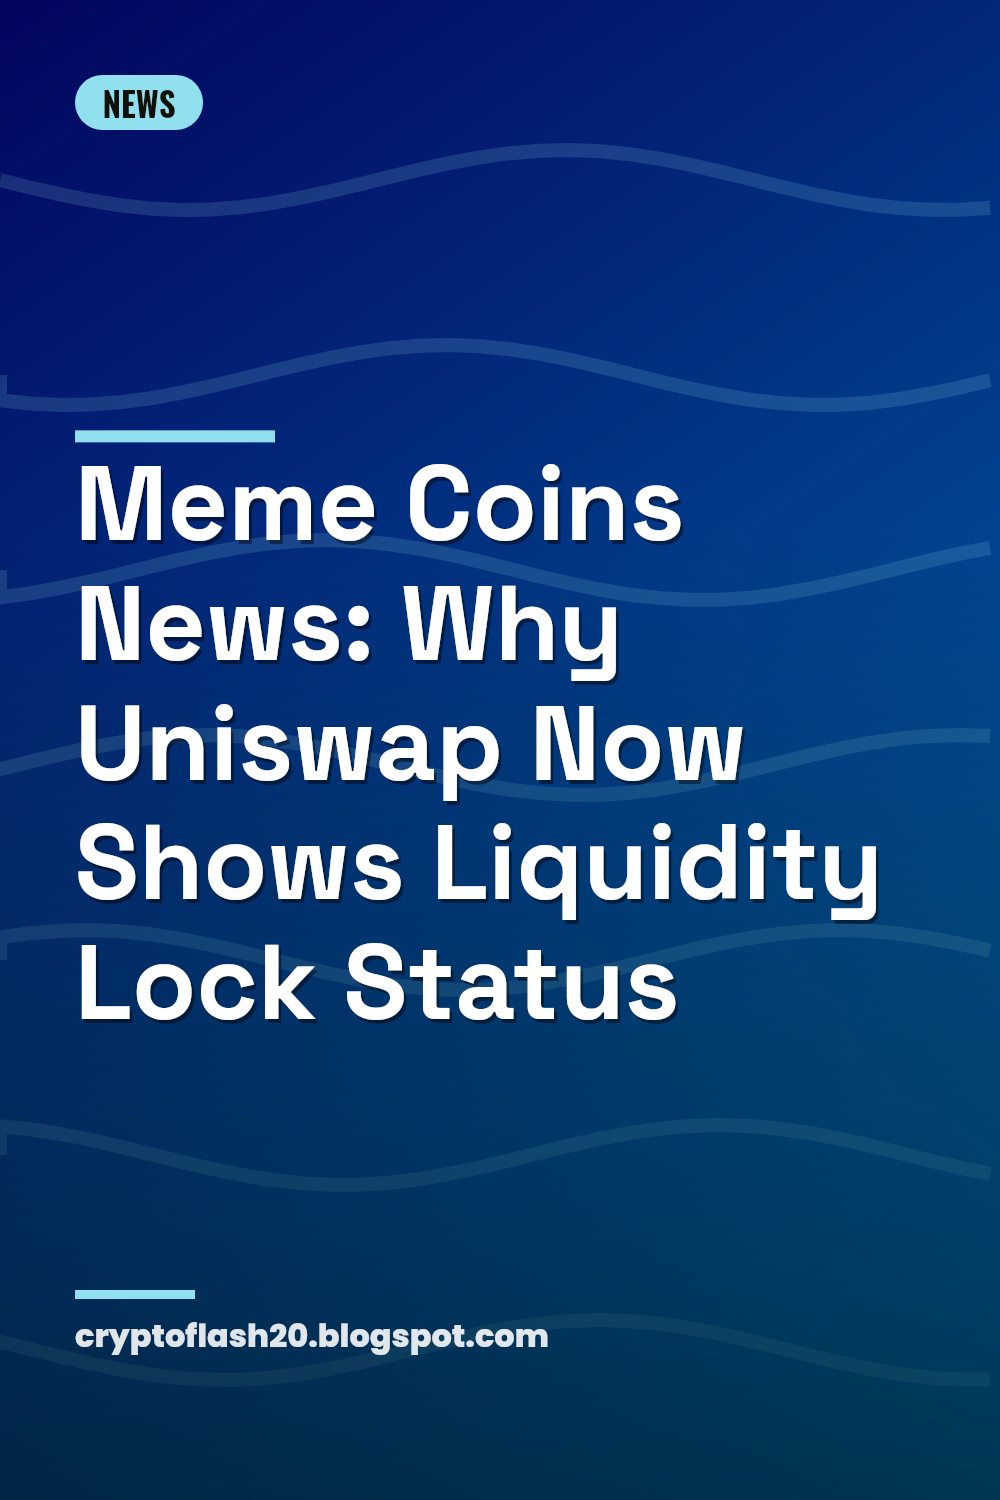 NEWS
Meme Coins
News: Why
Uniswap Now
Shows Liquidity
Lock Status
cryptoflash20.blogspot.com